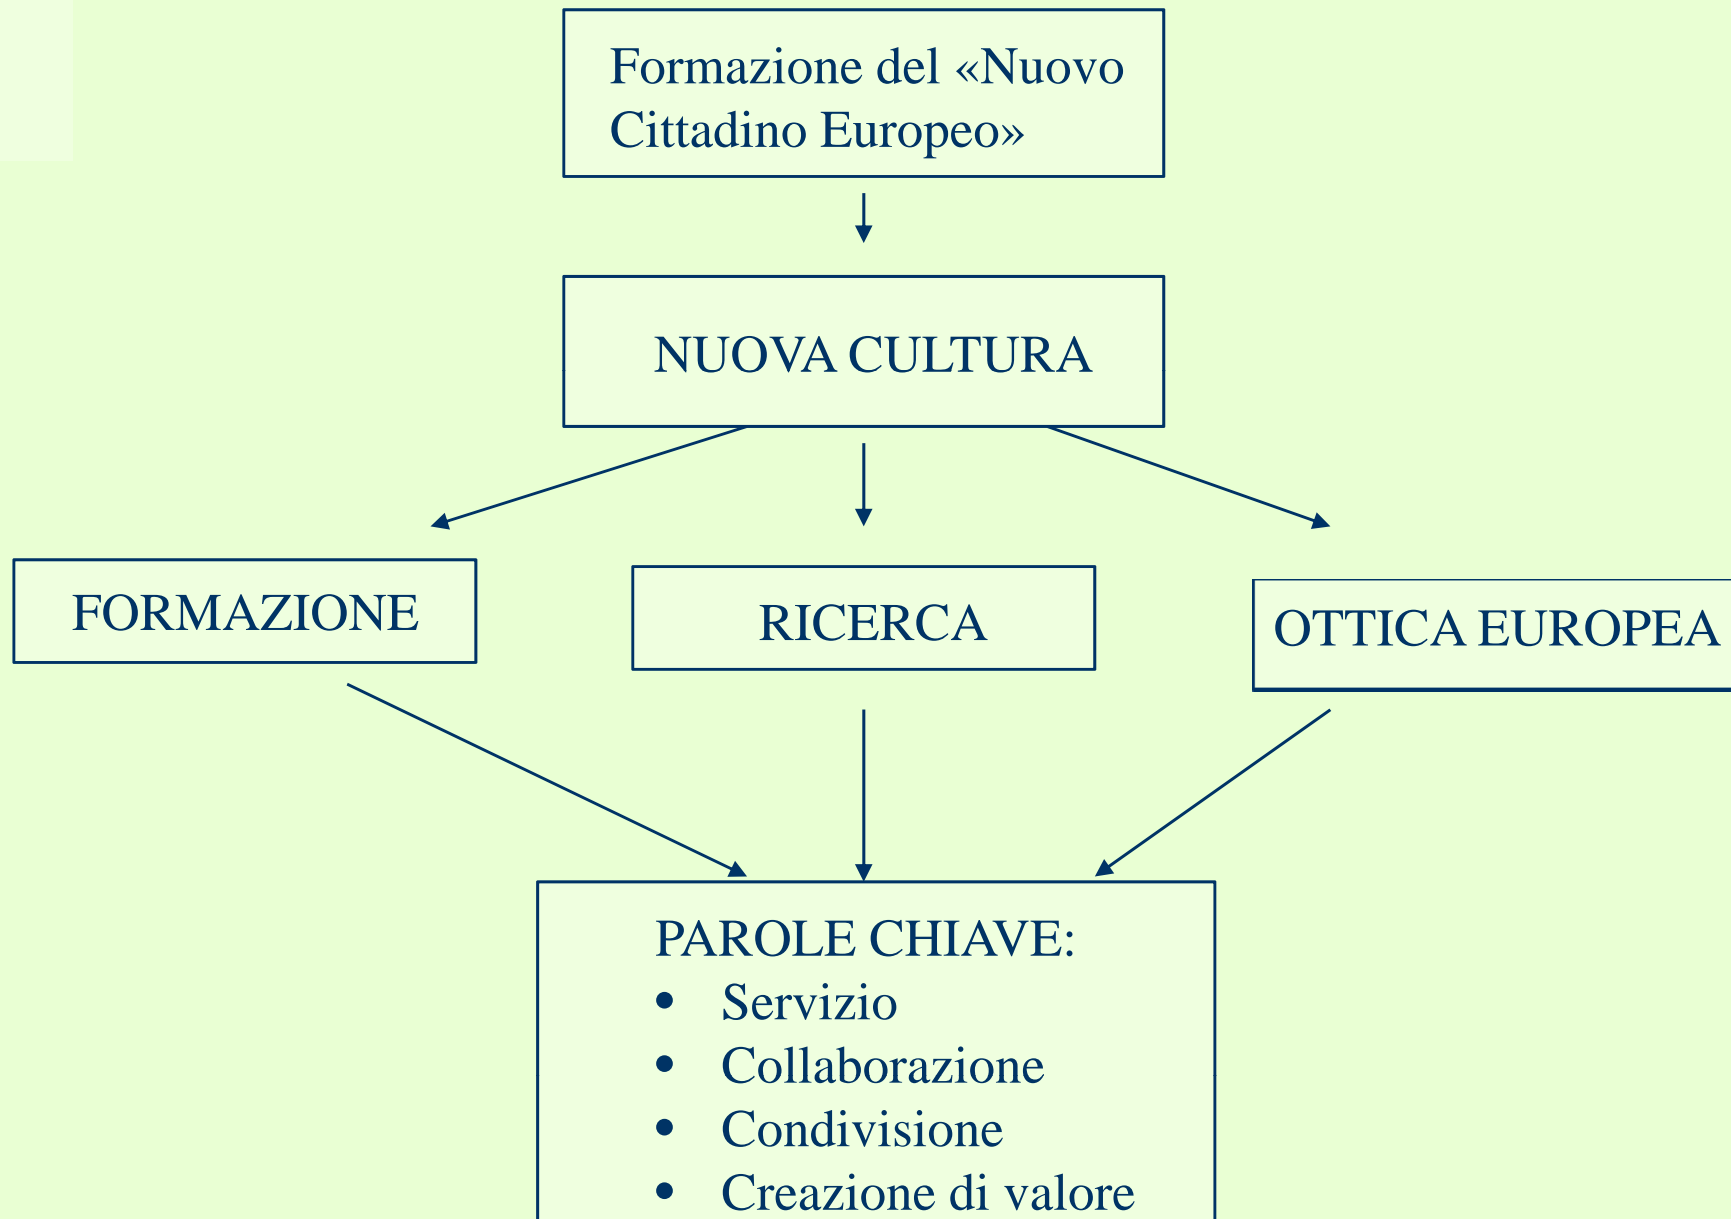 Formazione del «Nuovo
Cittadino Europeo»
NUOVA CULTURA
FORMAZIONE
RICERCA
OTTICA EUROPEA
PAROLE CHIAVE:
• Servizio
• Collaborazione
• Condivisione
• Creazione di valore